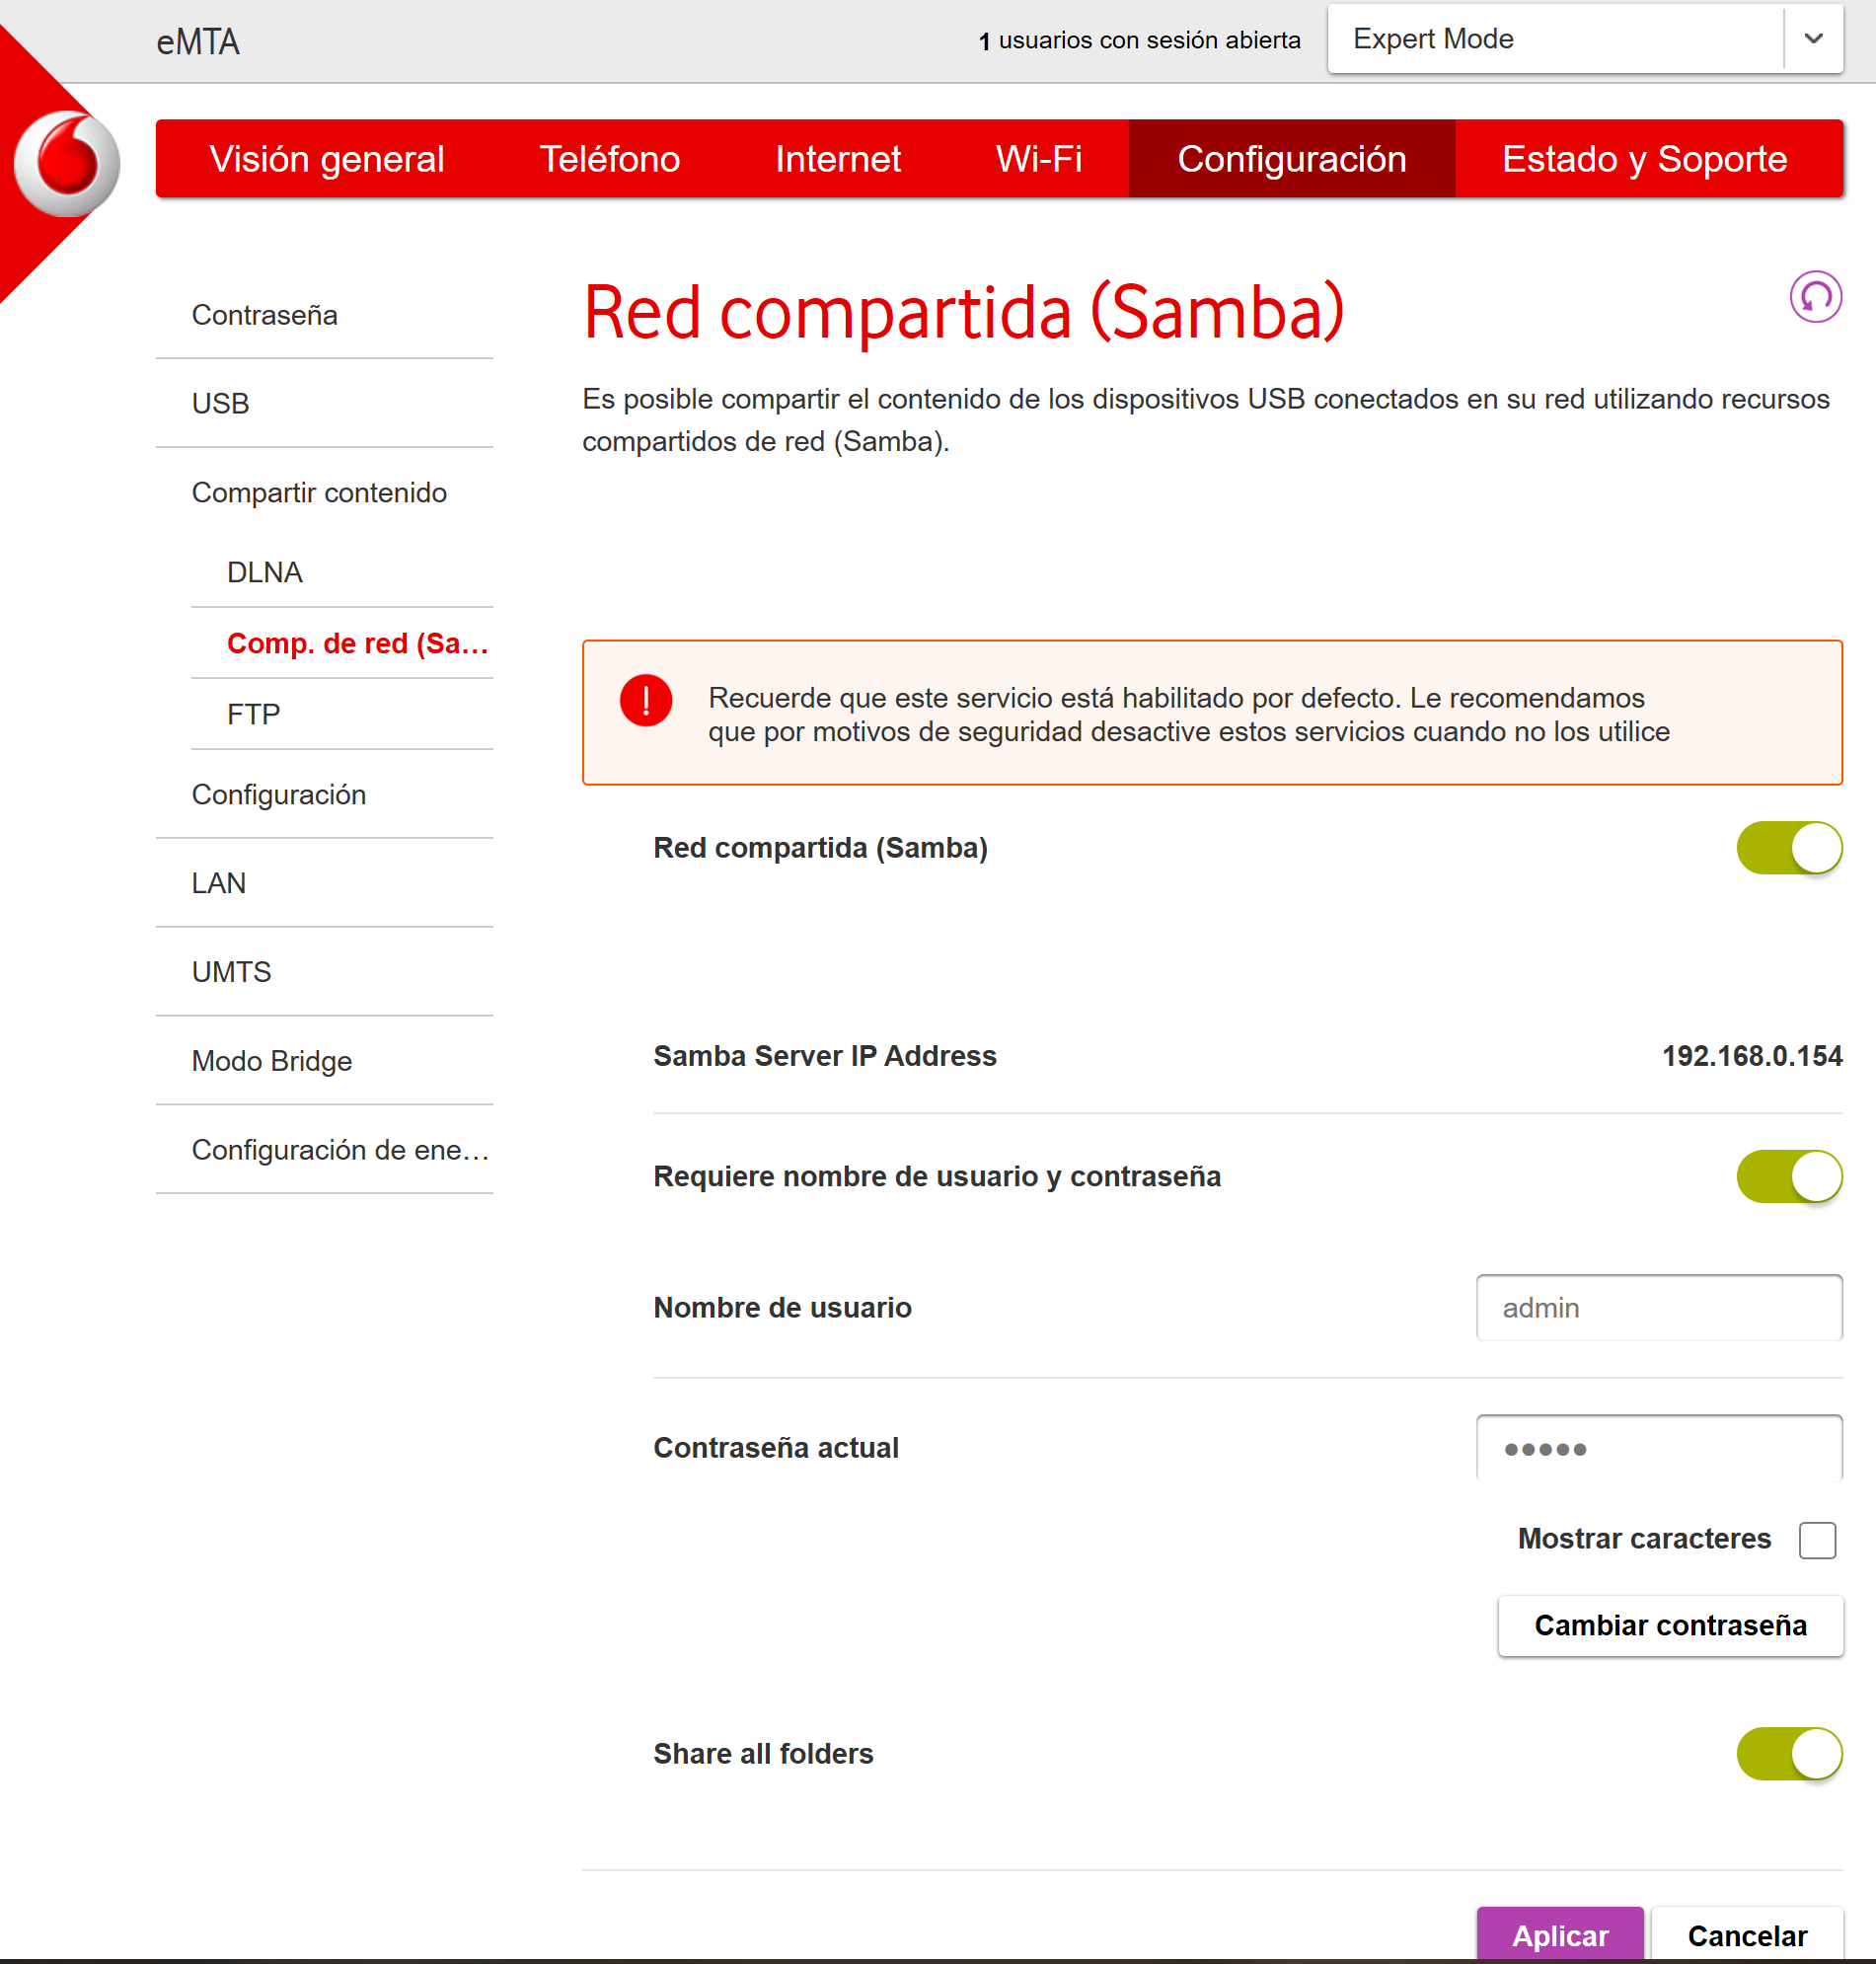 eMTA
1 usuarios con sesión abierta
Expert Mode
Visión general
Teléfono
Internet
Wi-Fi
Configuración
Estado y Soporte
Contraseña
USB
Compartir contenido
DLNA
Comp. de red (Sa...
FTP
Configuración
LAN
UMTS
Modo Bridge
Configuración de ene...
Red compartida (Samba)
Es posible compartir el contenido de los dispositivos USB conectados en su red utilizando recursos
compartidos de red (Samba).
Recuerde que este servicio está habilitado por defecto. Le recomendamos
que por motivos de seguridad desactive estos servicios cuando no los utilice
Red compartida (Samba)
Samba Server IP Address
192.168.0.154
Requiere nombre de usuario y contraseña
Nombre de usuario
admin
Contraseña actual
•••••
Mostrar caracteres
Cambiar contraseña
Share all folders
Aplicar
Cancelar